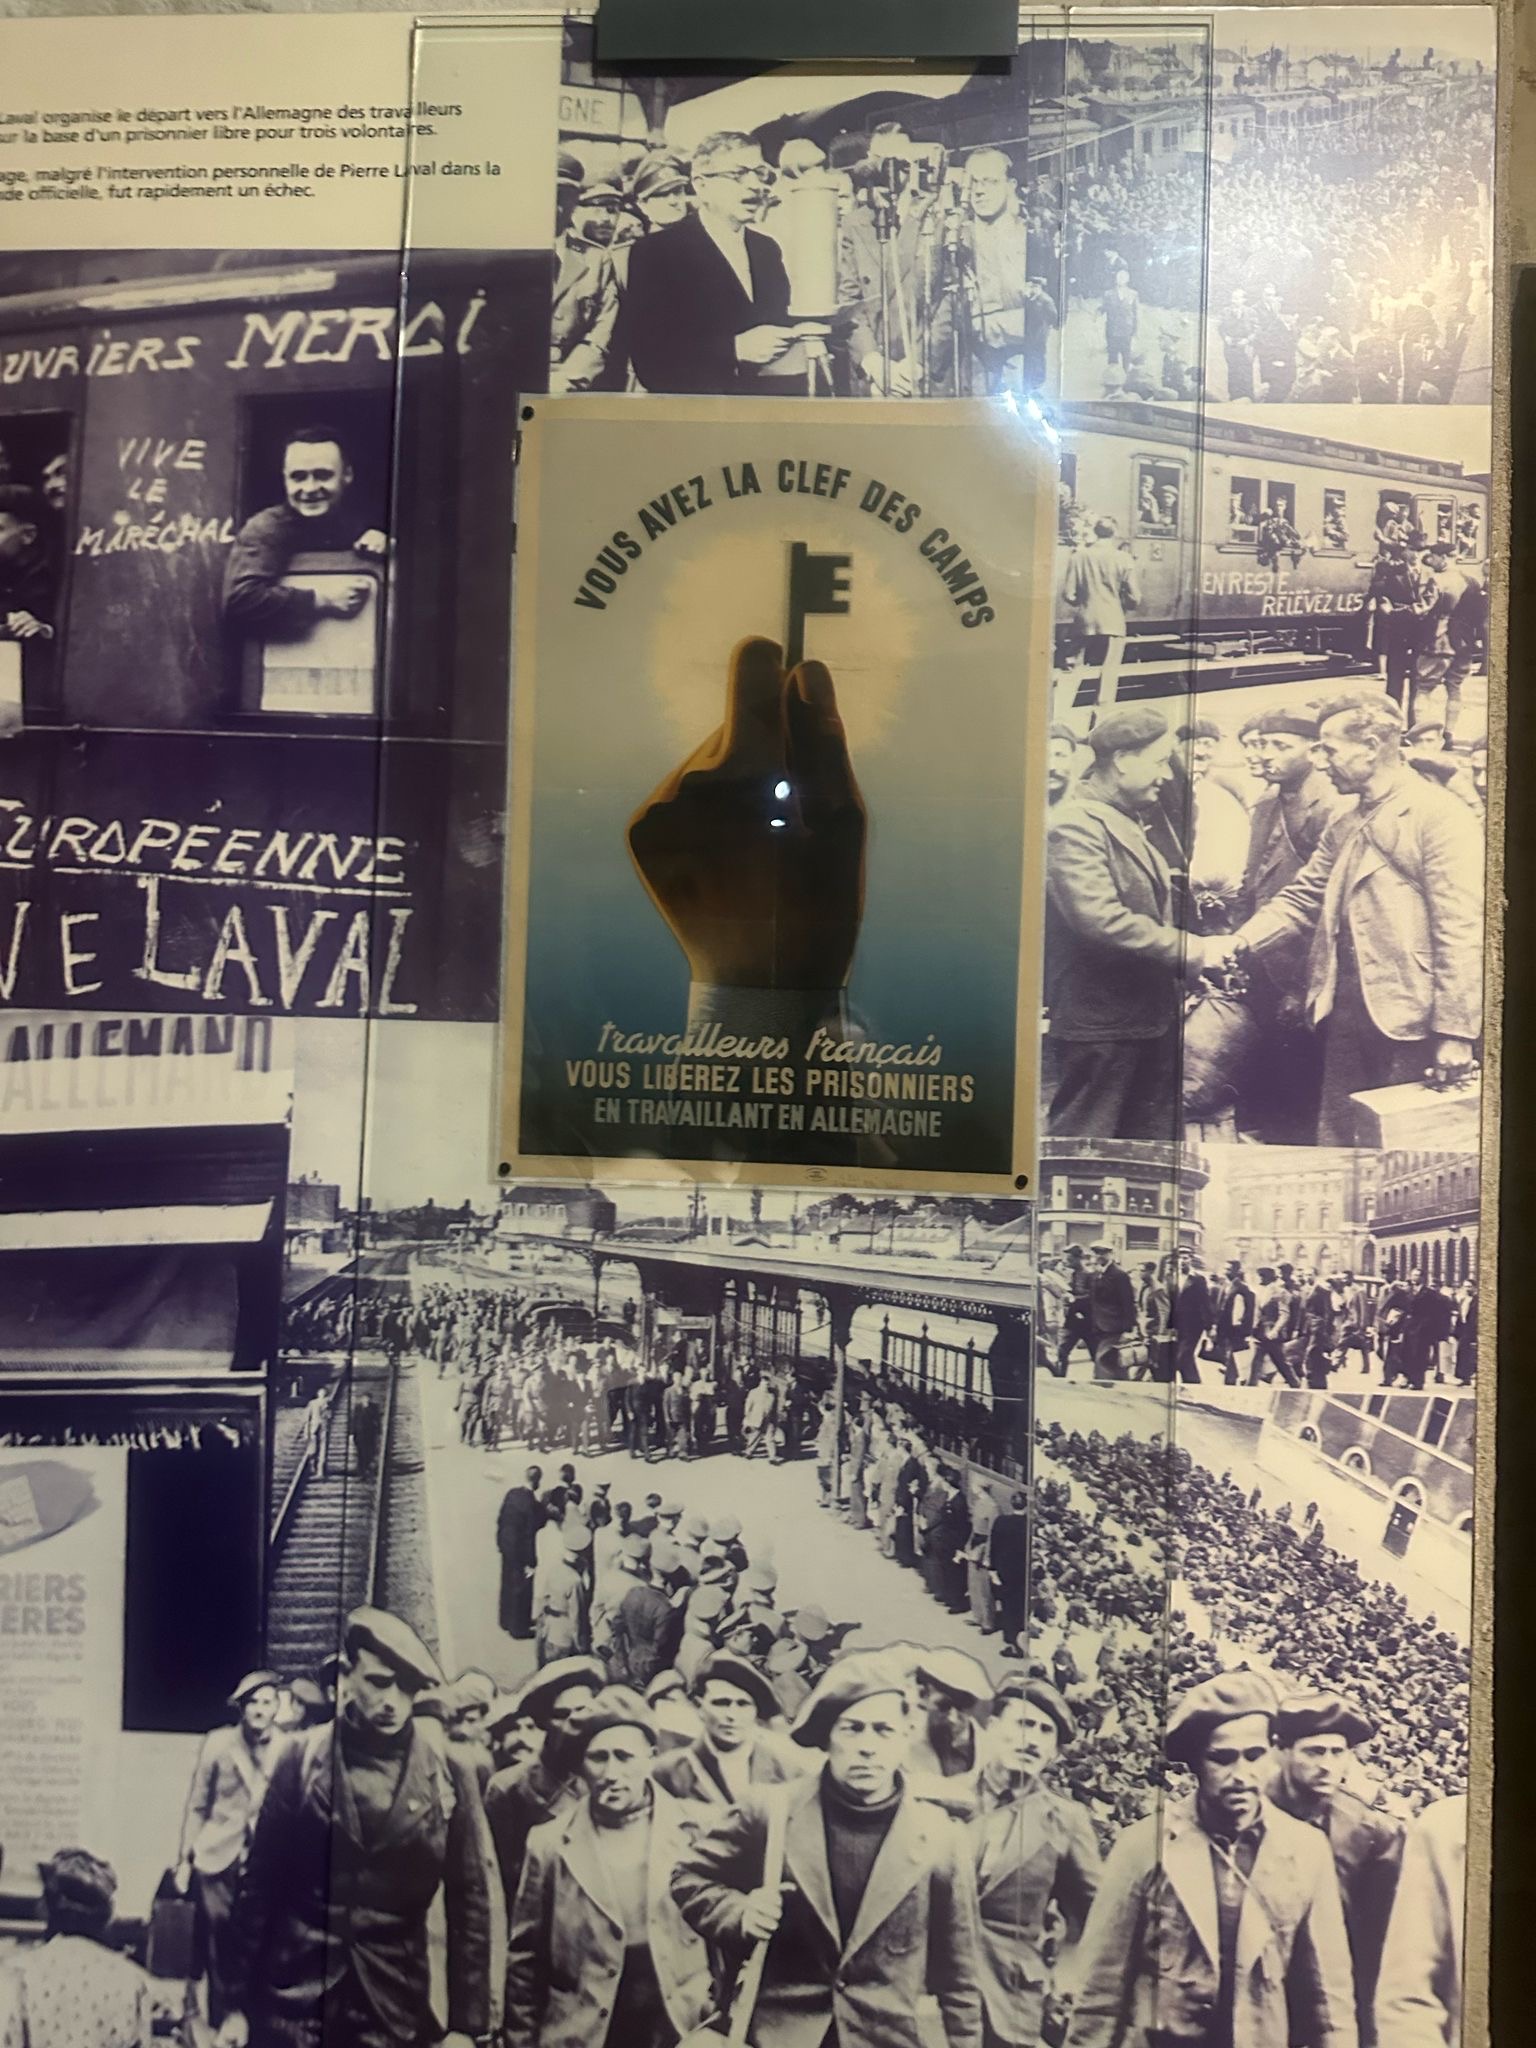 Laval organise le départ vers l'Allemagne des travailleurs
sur la base d'un prisonnier libre pour trois volontaires.
malgré l'intervention personnelle de Pierre Laval dans la
officielle, fut rapidement un échec.
GNE
UVRIERS MERCI
VIVE
LE
MARÉCHAL
EUROPÉENNE
VE LAVAL
ALLEMAND
VOUS AVEZ LA CLEF DES CAMPS
travailleurs français
VOUS LIBEREZ LES PRISONNIERS
EN TRAVAILLANT EN ALLEMAGNE
EN RESTE...
RELEVEZ LES
RIERS
ERES